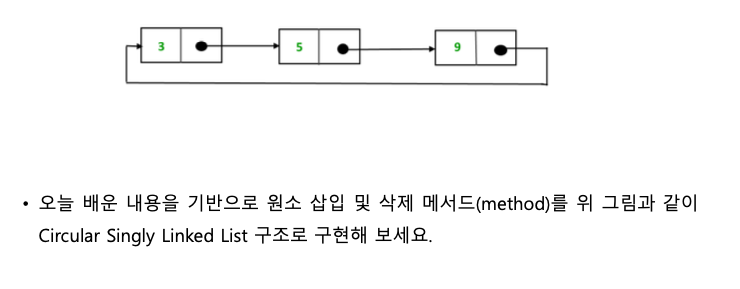 3 5 9
• 오늘 배운 내용을 기반으로 원소 삽입 및 삭제 메서드(method)를 위 그림과 같이
Circular Singly Linked List 구조로 구현해 보세요.